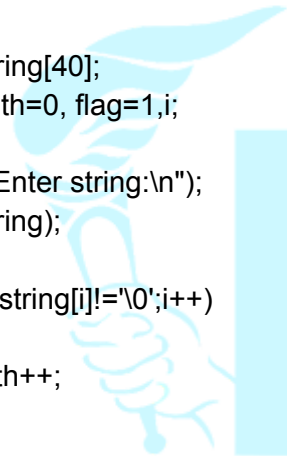 ring[40];
th=0, flag=1,i;
Enter string:\n");
ring);
string[i]!='\0';i++)
th++;